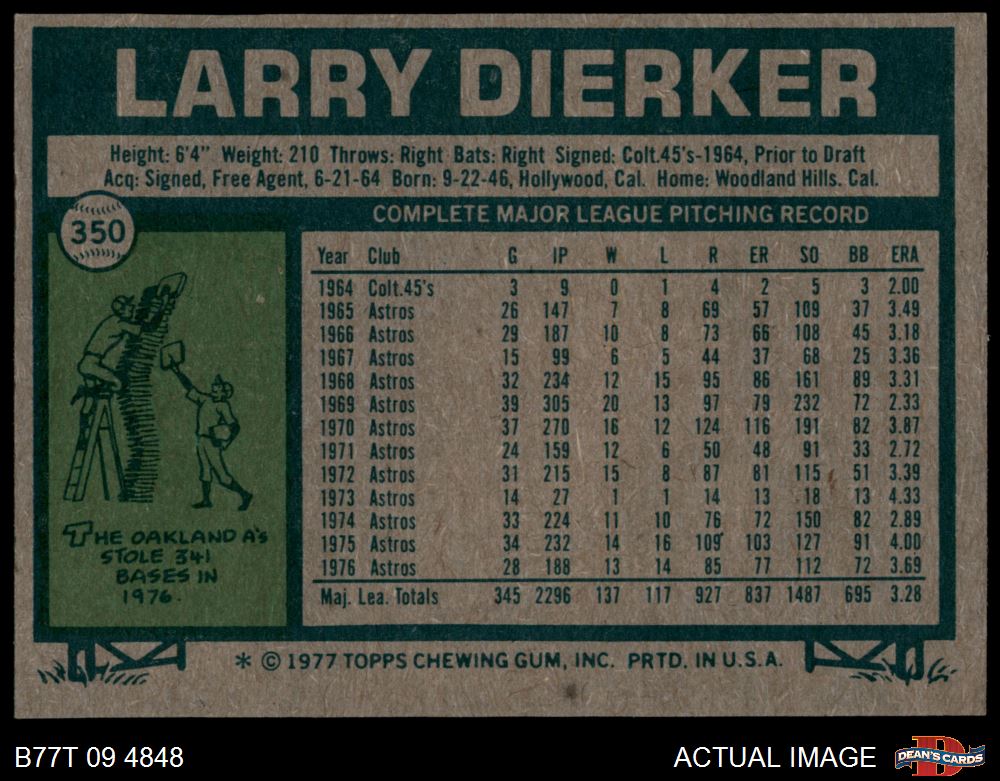 LARRY DIERKER
Height: 6'4" Weight: 210 Throws: Right Bats: Right Signed: Colt.45's-1964, Prior to Draft
Acq: Signed, Free Agent, 6-21-64 Born: 9-22-46, Hollywood, Cal. Home: Woodland Hills. Cal.
350
COMPLETE MAJOR LEAGUE PITCHING RECORD
Year Club G IP W L R ER SO BB ERA
1964 Colt.45's 3 9 0 1 4 2 5 3 2.00
1965 Astros 26 147 7 8 69 57 109 37 3.49
1966 Astros 29 187 10 8 73 66 108 45 3.18
1967 Astros 15 99 6 5 44 37 68 25 3.36
1968 Astros 32 234 12 15 95 86 161 89 3.31
1969 Astros 39 305 20 13 97 79 232 72 2.33
1970 Astros 37 270 16 12 124 116 191 82 3.87
1971 Astros 24 159 12 6 50 48 91 33 2.72
1972 Astros 31 215 15 8 87 81 115 51 3.39
1973 Astros 14 27 1 1 14 13 18 13 4.33
1974 Astros 33 224 11 10 76 72 150 82 2.89
1975 Astros 34 232 14 16 109 103 127 91 4.00
1976 Astros 28 188 13 14 85 77 112 72 3.69
Maj. Lea. Totals 345 2296 137 117 927 837 1487 695 3.28
THE OAKLAND A's
STOLE 341
BASES IN
1976.
* © 1977 TOPPS CHEWING GUM, INC. PRTD. IN U.S.A.
B77T 09 4848
ACTUAL IMAGE
D
DEAN'S CARDS